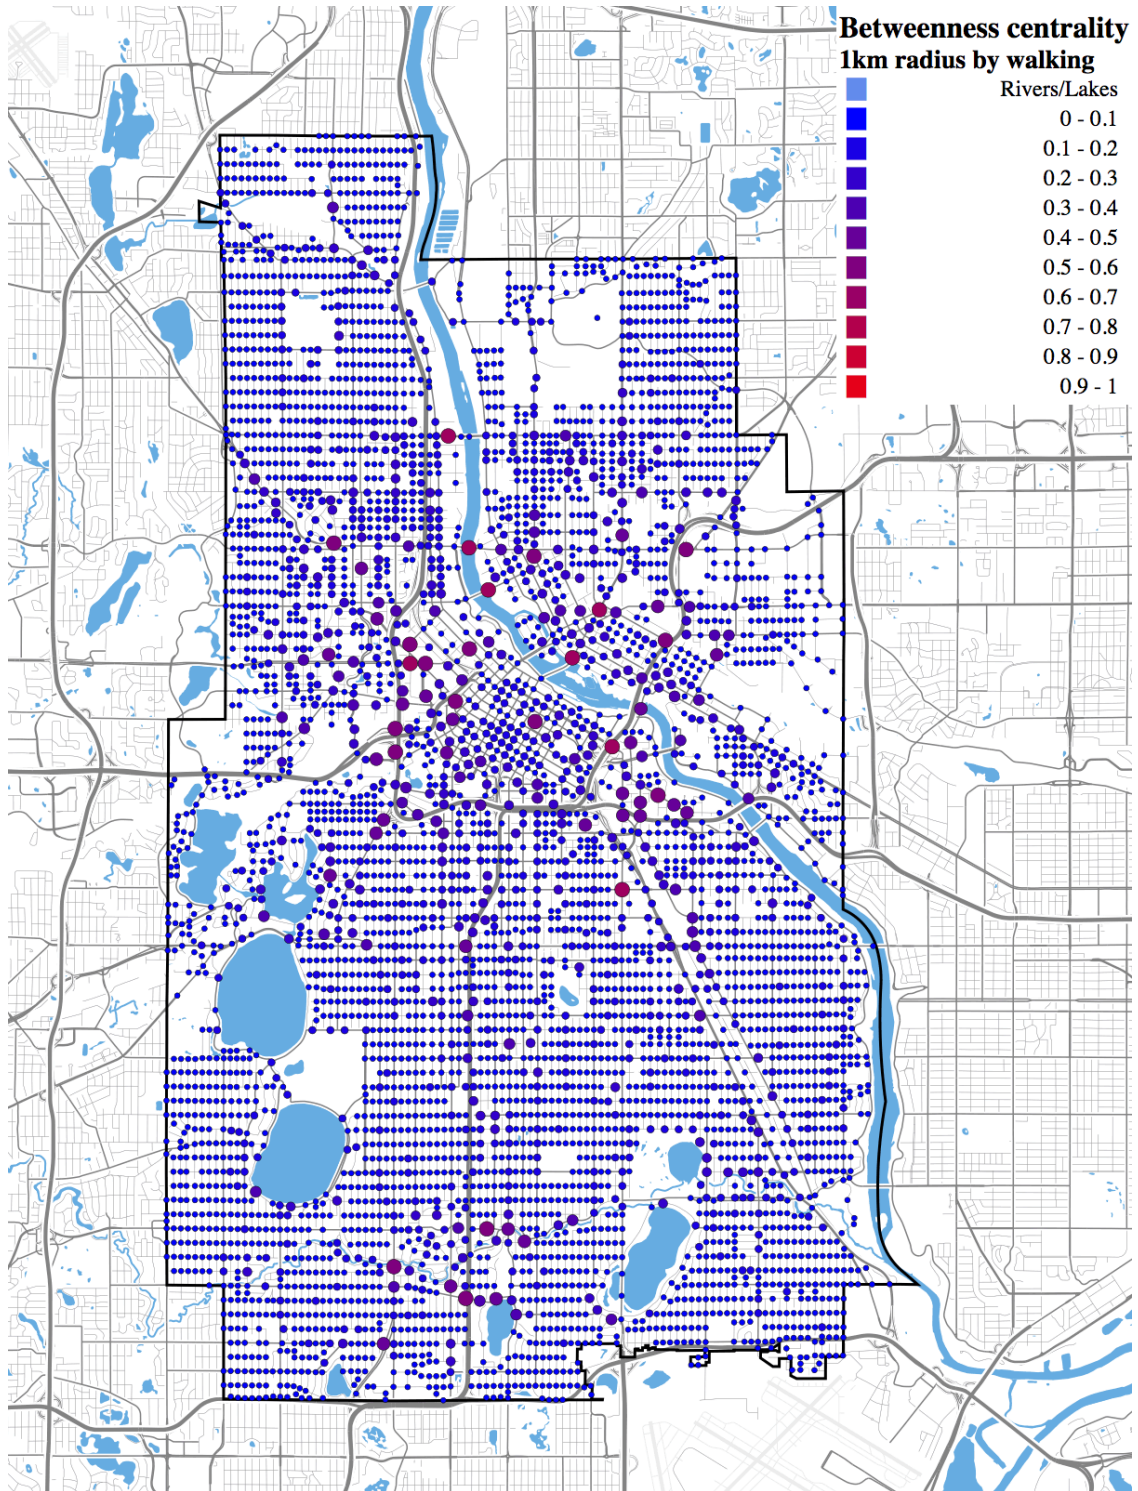 Betweenness centrality
1km radius by walking
Rivers/Lakes
0 - 0.1
0.1 - 0.2
0.2 - 0.3
0.3 - 0.4
0.4 - 0.5
0.5 - 0.6
0.6 - 0.7
0.7 - 0.8
0.8 - 0.9
0.9 - 1